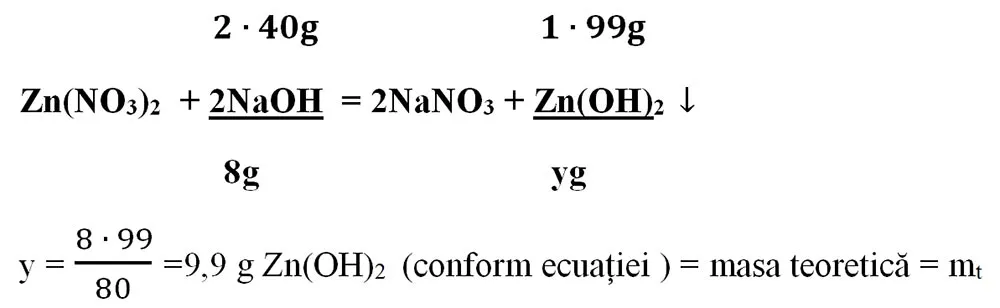 2 · 40g 1 · 99g
Zn(NO₃)₂ + 2NaOH = 2NaNO₃ + Zn(OH)₂ ↓
8g yg
y = 8 · 99 / 80 =9,9 g Zn(OH)₂ (conform ecuației ) = masa teoretică = mₜ